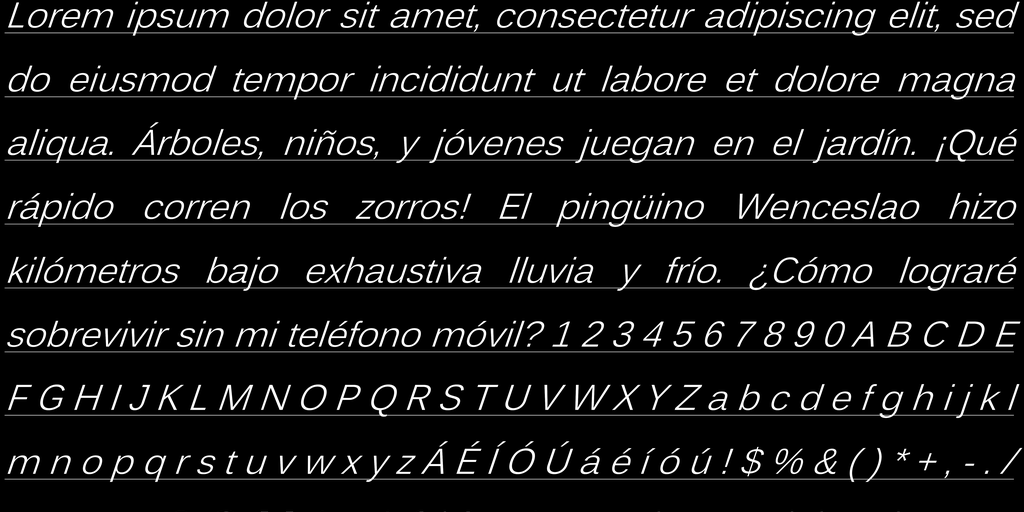 Lorem ipsum dolor sit amet, consectetur adipiscing elit, sed
do eiusmod tempor incididunt ut labore et dolore magna
aliqua. Árboles, niños, y jóvenes juegan en el jardín. ¡Qué
rápido corren los zorros! El pingüino Wenceslao hizo
kilómetros bajo exhaustiva lluvia y frío. ¿Cómo lograré
sobrevivir sin mi teléfono móvil? 1 2 3 4 5 6 7 8 9 0 A B C D E
F G H I J K L M N O P Q R S T U V W X Y Z a b c d e f g h i j k l
m n o p q r s t u v w x y z Á É Í Ó Ú á é í ó ú ! $ % & ( ) * + , - . /